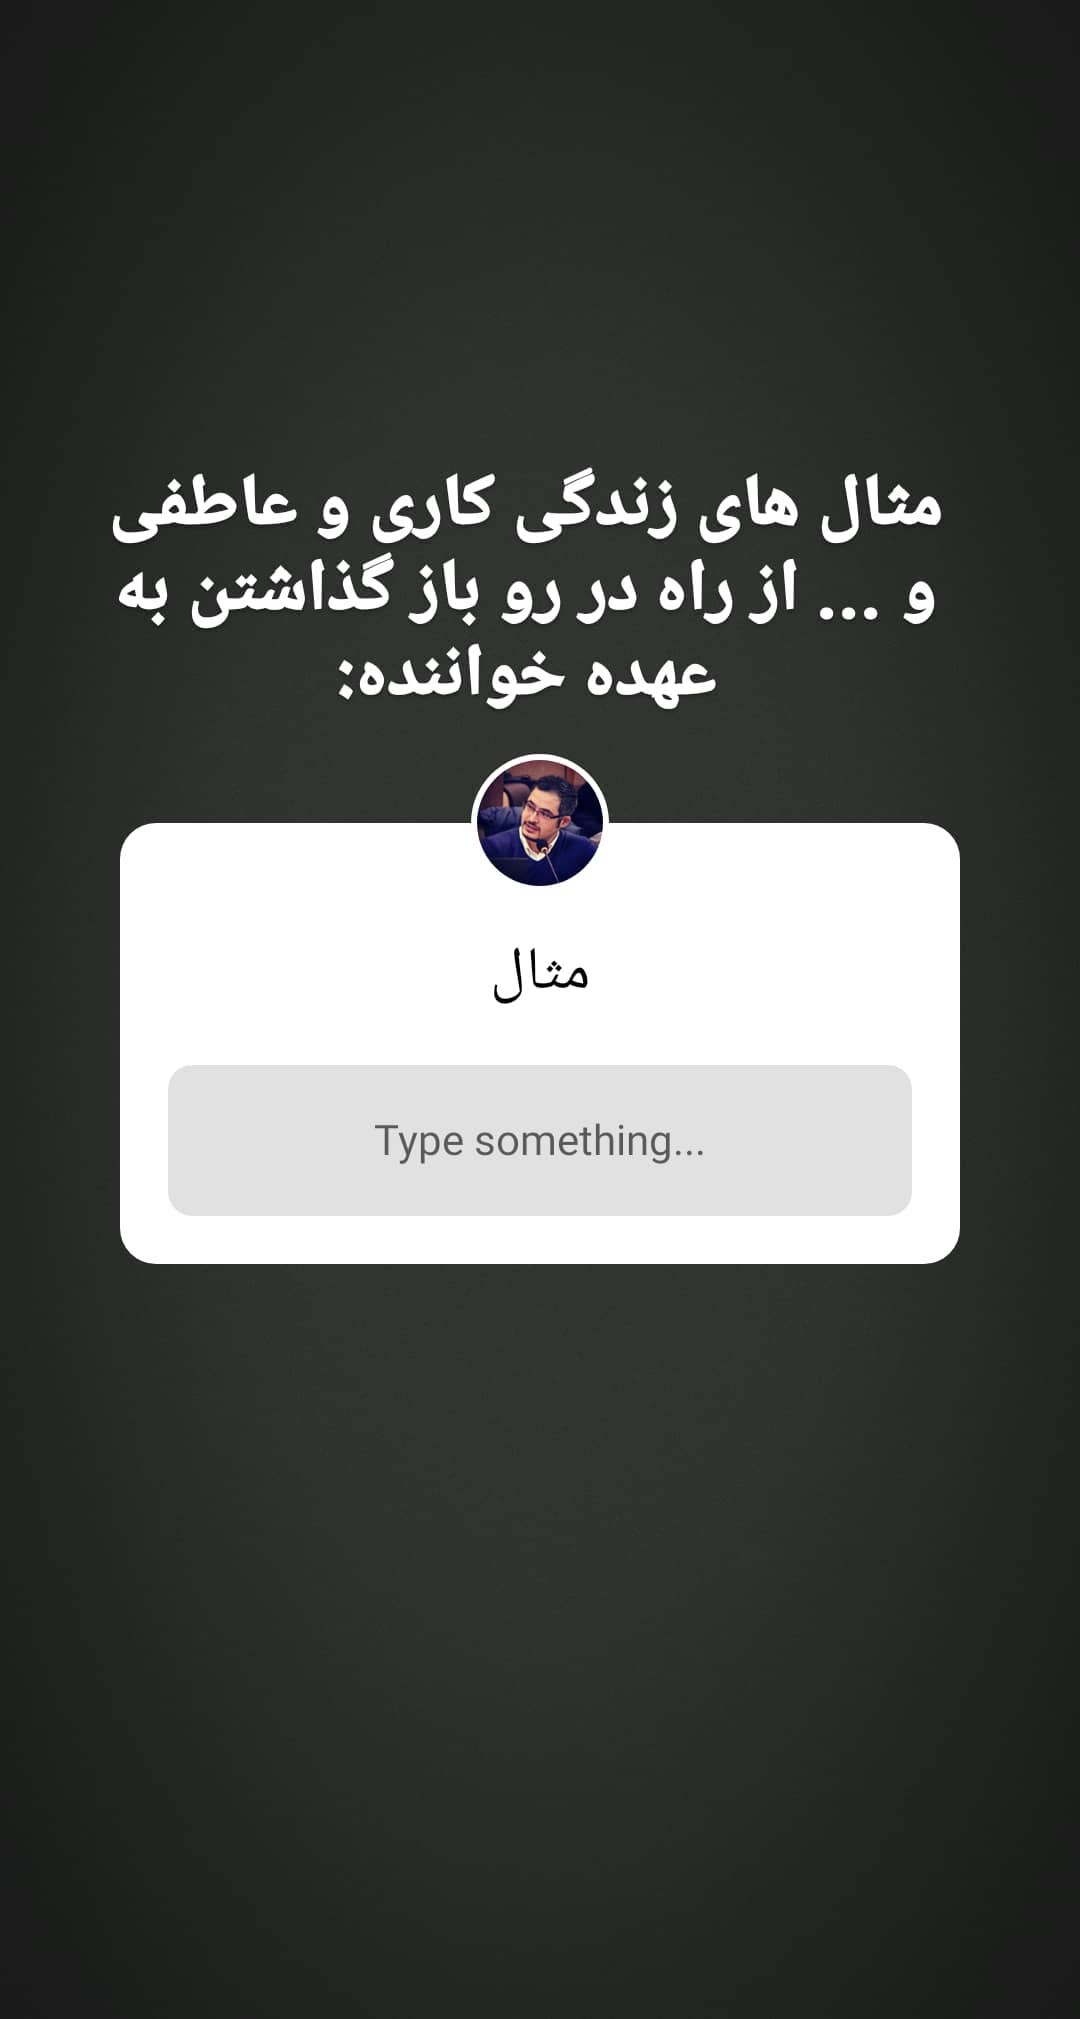 مثال های زندگی کاری و عاطفی
و ... از راه در رو باز گذاشتن به
عهده خواننده:
مثال
Type something...